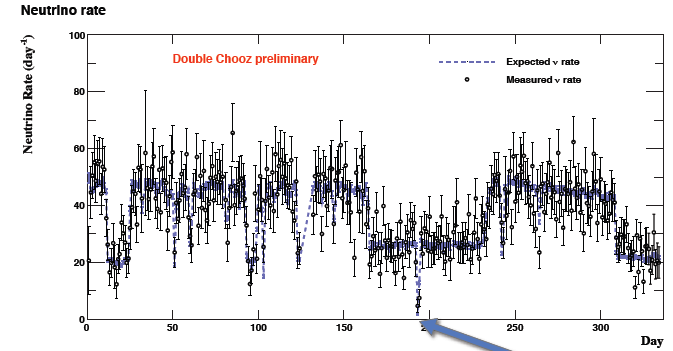 Neutrino rate
Neutrino Rate (day⁻¹)
Double Chooz preliminary
Expected ν rate
Measured ν rate
100
80
60
40
20
0
0 50 100 150 200 250 300
Day